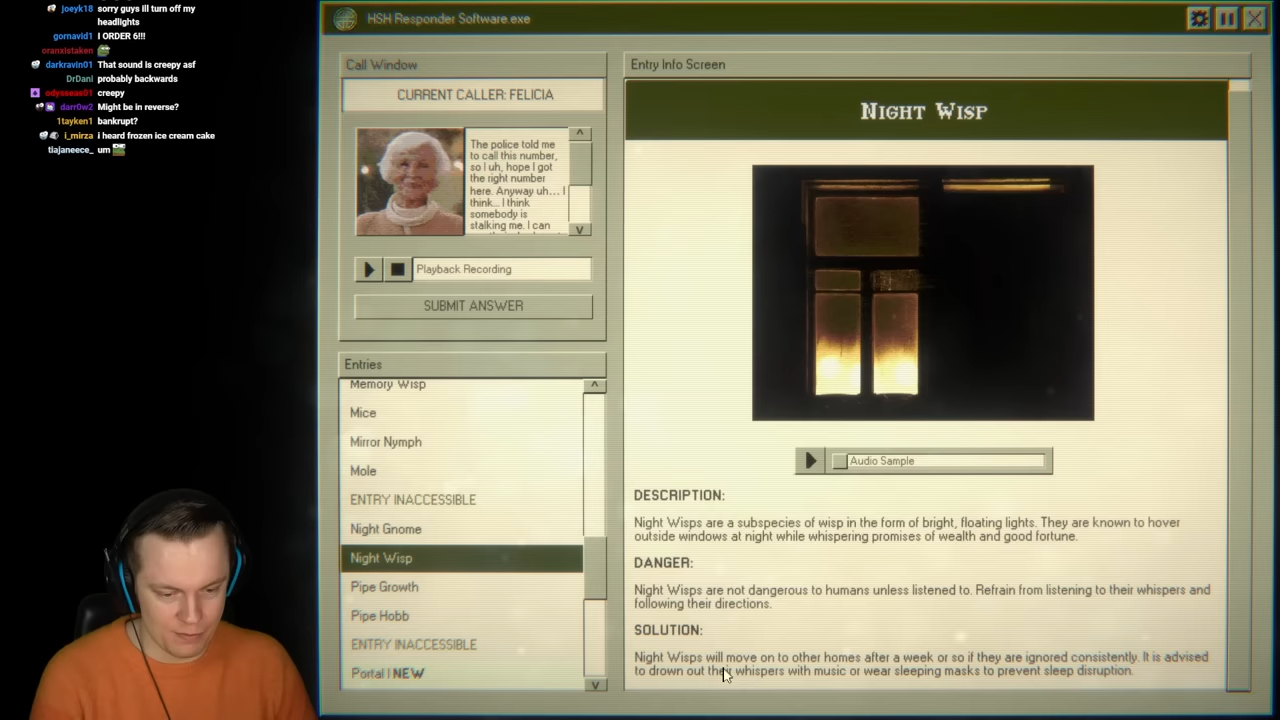 joeyk18 sorry guys ill turn off my
headlights
gornavid1 I ORDER 6!!!
oranxistaken
darkravin01 That sound is creepy asf
DrDani probably backwards
odysseas01 creepy
darr0w2 Might be in reverse?
1tayken1 bankrupt?
i_mirza i heard frozen ice cream cake
tiajaneece_ um
HSH Responder Software.exe
Call Window
CURRENT CALLER: FELICIA
The police told me
to call this number,
so I uh, hope I got
the right number
here. Anyway uh... I
think... I think
somebody is
stalking me. I can
Playback Recording
SUBMIT ANSWER
Entries
Memory Wisp
Mice
Mirror Nymph
Mole
ENTRY INACCESSIBLE
Night Gnome
Night Wisp
Pipe Growth
Pipe Hobb
ENTRY INACCESSIBLE
Portal | NEW
Entry Info Screen
NIGHT WISP
Audio Sample
DESCRIPTION:
Night Wisps are a subspecies of wisp in the form of bright, floating lights. They are known to hover
outside windows at night while whispering promises of wealth and good fortune.
DANGER:
Night Wisps are not dangerous to humans unless listened to. Refrain from listening to their whispers and
following their directions.
SOLUTION:
Night Wisps will move on to other homes after a week or so if they are ignored consistently. It is advised
to drown out their whispers with music or wear sleeping masks to prevent sleep disruption.